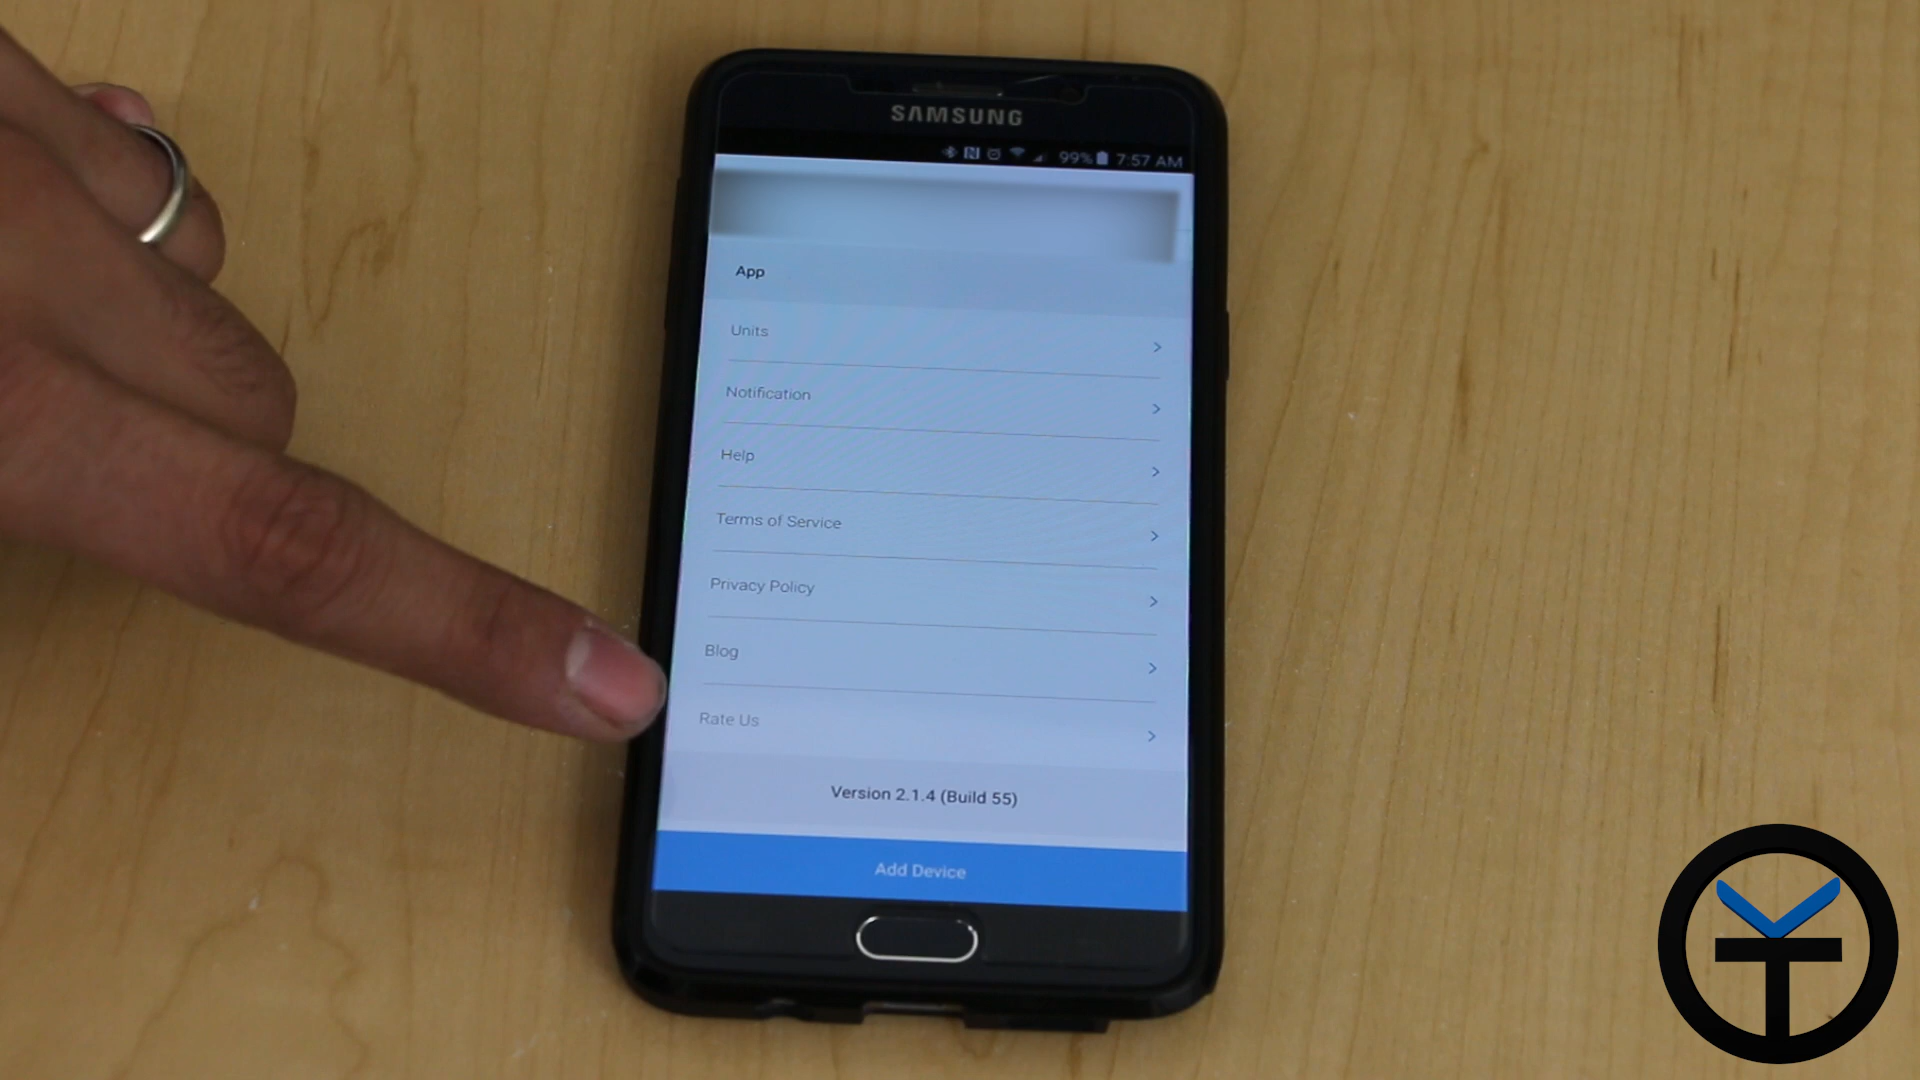 SAMSUNG
99% 7:57 AM
App
Units
Notification
Help
Terms of Service
Privacy Policy
Blog
Rate Us
Version 2.1.4 (Build 55)
Add Device